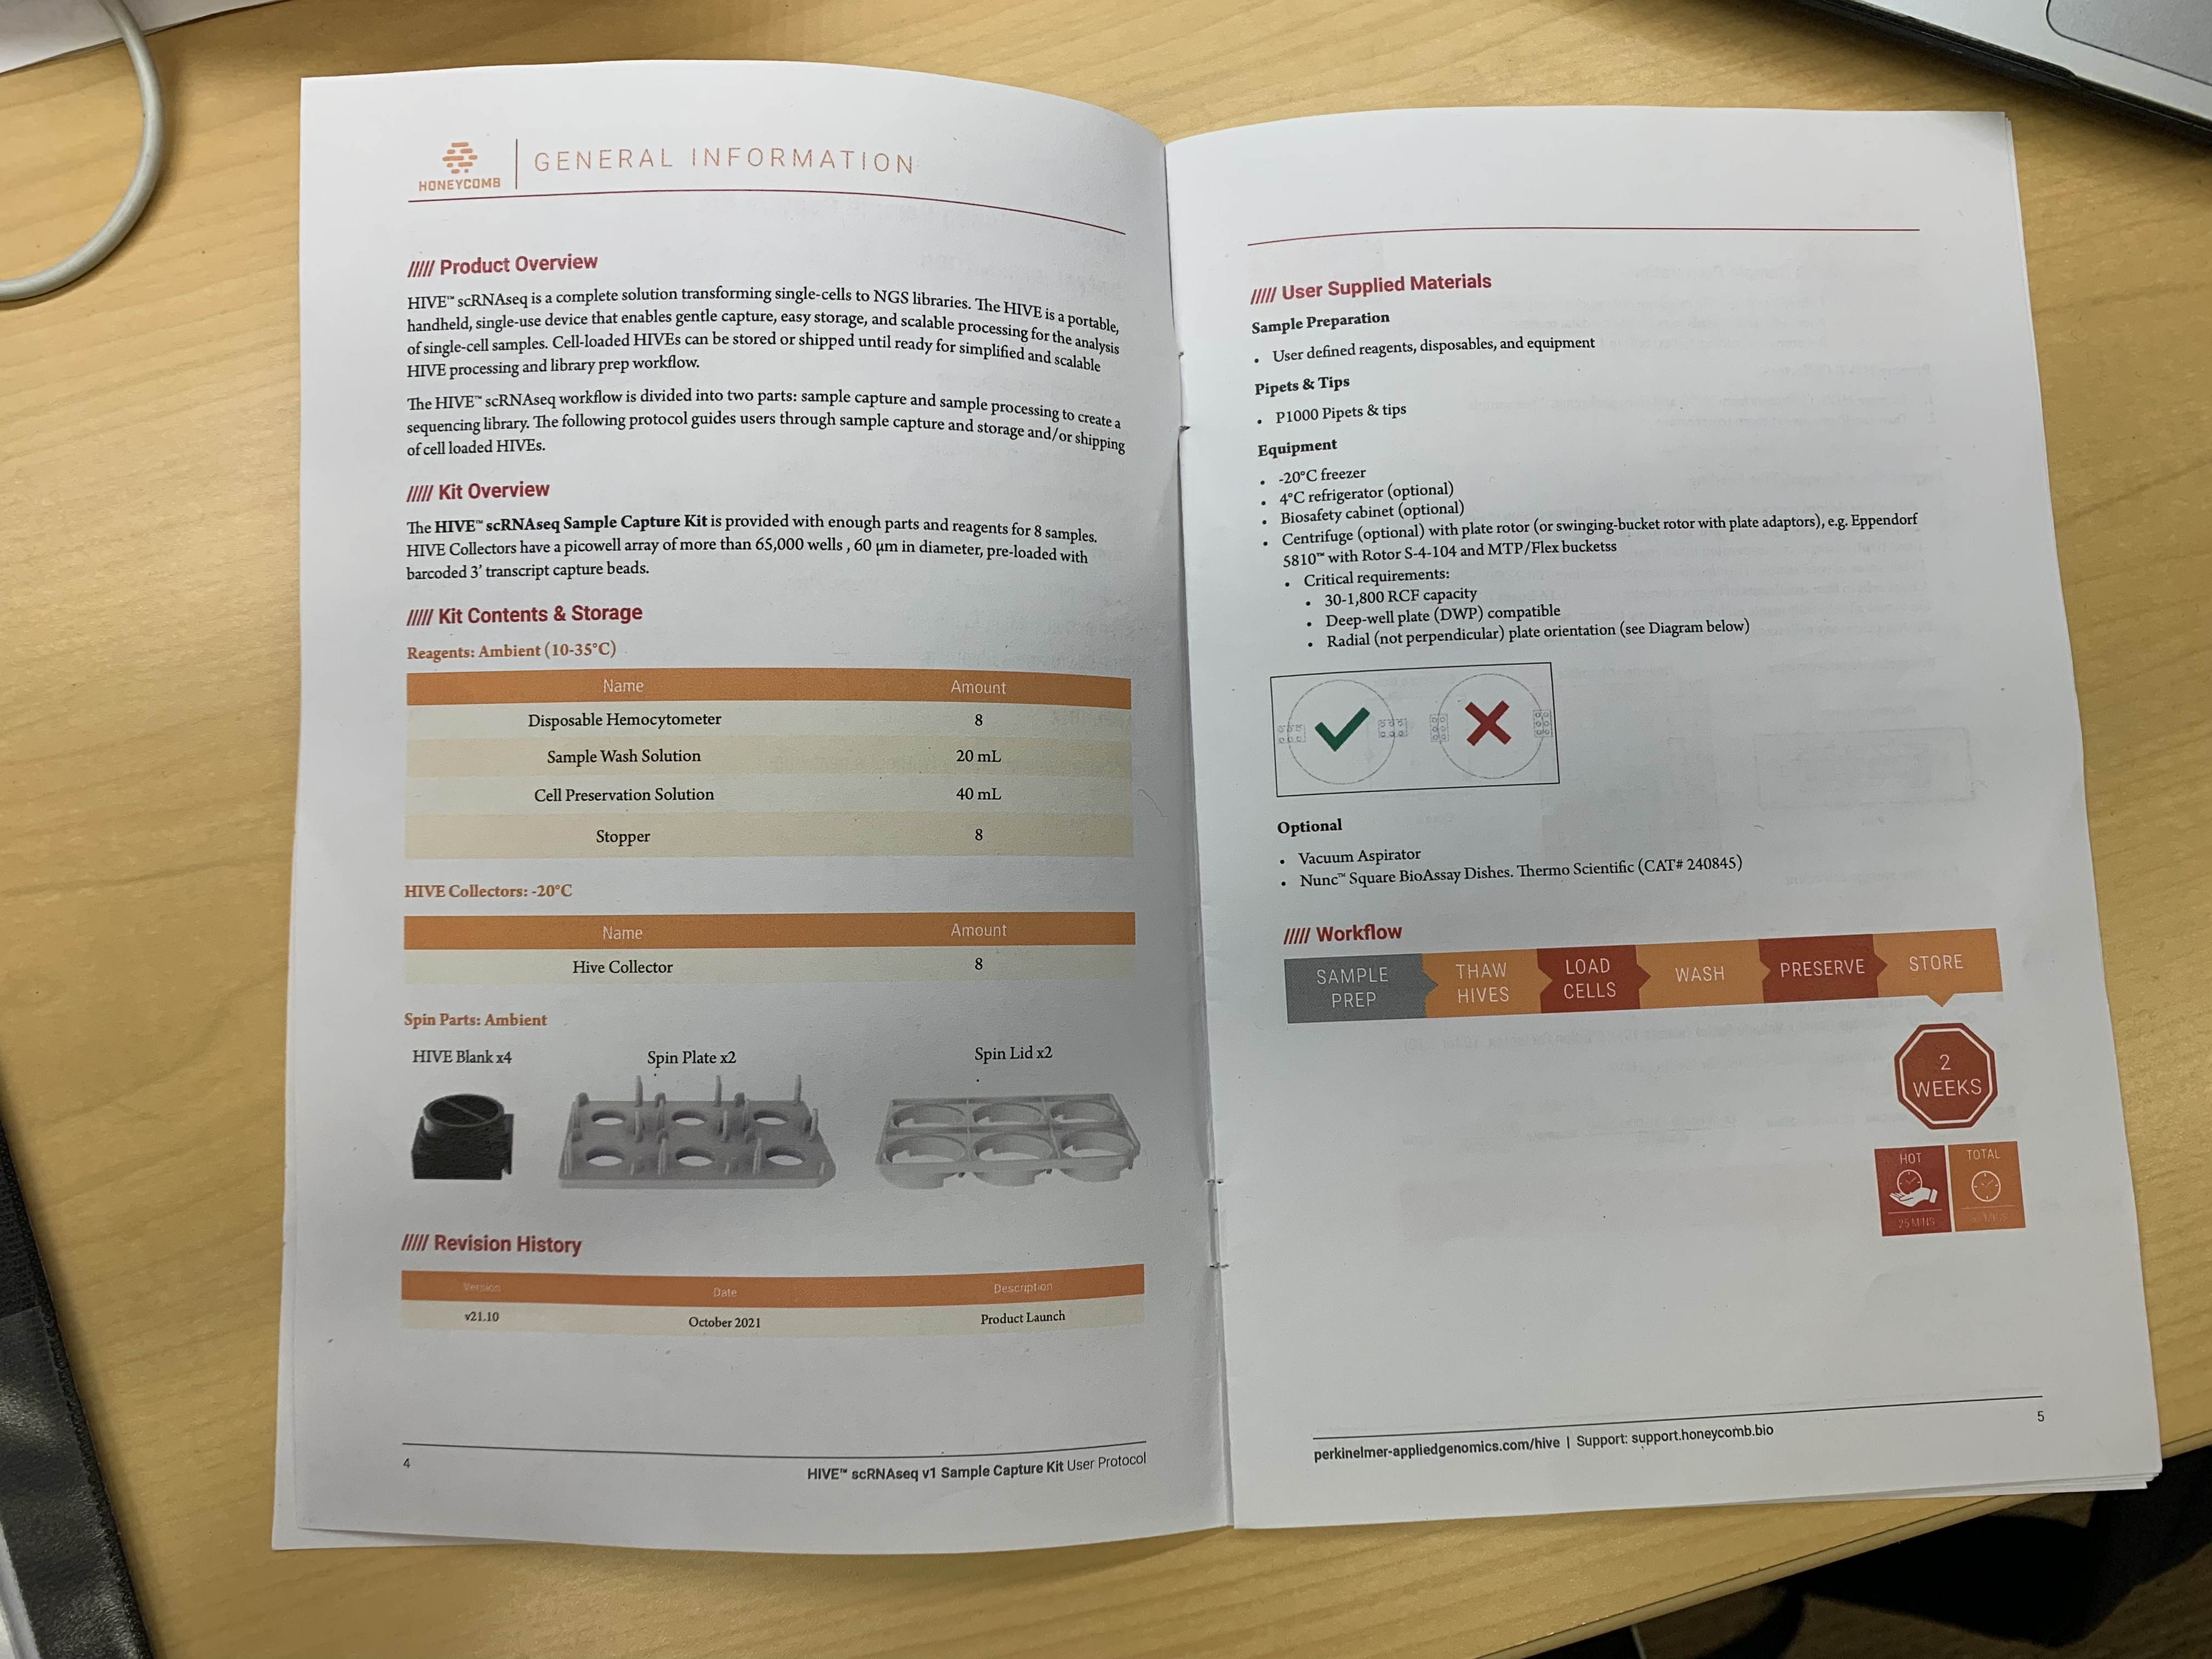 HONEYCOMB
GENERAL INFORMATION
///// Product Overview
HIVE™ scRNAseq is a complete solution transforming single-cells to NGS libraries. The HIVE is a portable,
handheld, single-use device that enables gentle capture, easy storage, and scalable processing for the analysis
of single-cell samples. Cell-loaded HIVEs can be stored or shipped until ready for simplified and scalable
HIVE processing and library prep workflow.
The HIVE™ scRNAseq workflow is divided into two parts: sample capture and sample processing to create a
sequencing library. The following protocol guides users through sample capture and storage and/or shipping
of cell loaded HIVEs.
///// Kit Overview
The HIVE™ scRNAseq Sample Capture Kit is provided with enough parts and reagents for 8 samples.
HIVE Collectors have a picowell array of more than 65,000 wells , 60 µm in diameter, pre-loaded with
barcoded 3' transcript capture beads.
///// Kit Contents & Storage
Reagents: Ambient (10-35°C)
Name Amount
Disposable Hemocytometer 8
Sample Wash Solution 20 mL
Cell Preservation Solution 40 mL
Stopper 8
HIVE Collectors: -20°C
Name Amount
Hive Collector 8
Spin Parts: Ambient
HIVE Blank x4 Spin Plate x2 Spin Lid x2
///// Revision History
Version Date Description
v21.10 October 2021 Product Launch
4
HIVE™ scRNAseq v1 Sample Capture Kit User Protocol
///// User Supplied Materials
Sample Preparation
• User defined reagents, disposables, and equipment
Pipets & Tips
• P1000 Pipets & tips
Equipment
• -20°C freezer
• 4°C refrigerator (optional)
• Biosafety cabinet (optional)
• Centrifuge (optional) with plate rotor (or swinging-bucket rotor with plate adaptors), e.g. Eppendorf
5810™ with Rotor S-4-104 and MTP/Flex bucketss
• Critical requirements:
• 30-1,800 RCF capacity
• Deep-well plate (DWP) compatible
• Radial (not perpendicular) plate orientation (see Diagram below)
Optional
• Vacuum Aspirator
• Nunc™ Square BioAssay Dishes. Thermo Scientific (CAT# 240845)
///// Workflow
SAMPLE PREP
THAW HIVES
LOAD CELLS
WASH
PRESERVE
STORE
2
WEEKS
HOT TOTAL
25 MINS
5
perkinelmer-appliedgenomics.com/hive | Support: support.honeycomb.bio